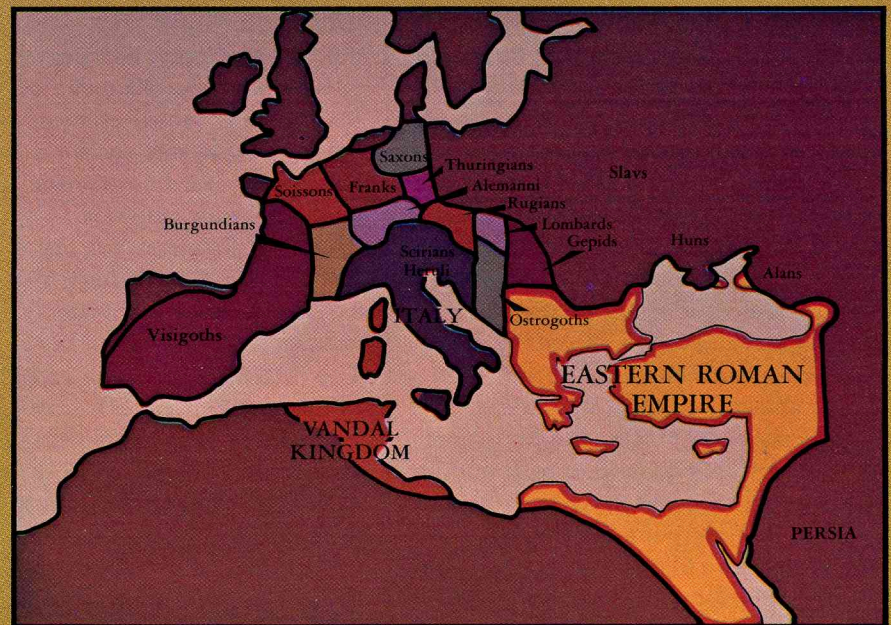 Saxons
Thuringians
Slavs
Soissons
Franks
Alemanni
Rugians
Burgundians
Lombards
Gepids
Huns
Scirians
Heruli
Alans
ITALY
Ostrogoths
Visigoths
EASTERN ROMAN
EMPIRE
VANDAL
KINGDOM
PERSIA